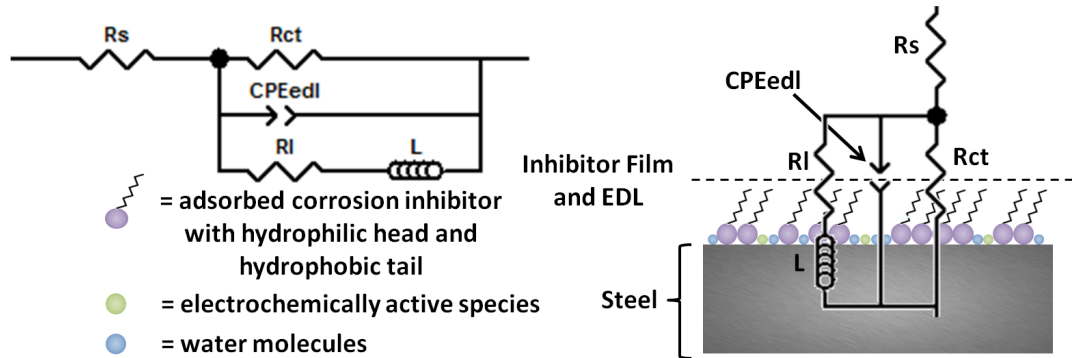 Rs
Rct
CPEedl
Rl
L
= adsorbed corrosion inhibitor
with hydrophilic head and
hydrophobic tail
= electrochemically active species
= water molecules
Rs
CPEedl
Rl
Rct
Inhibitor Film
and EDL
L
Steel